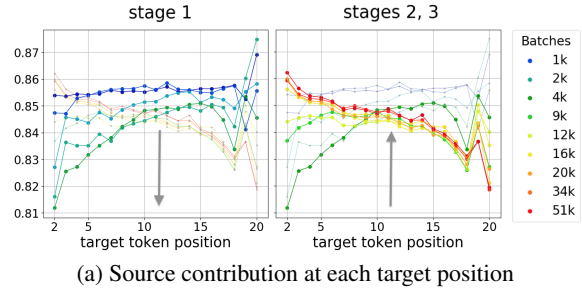 stage 1
stages 2, 3
0.87
0.86
0.85
0.84
0.83
0.82
0.81
2 5 10 15 20
2 5 10 15 20
target token position
target token position
Batches
1k
2k
4k
9k
12k
16k
20k
34k
51k
(a) Source contribution at each target position